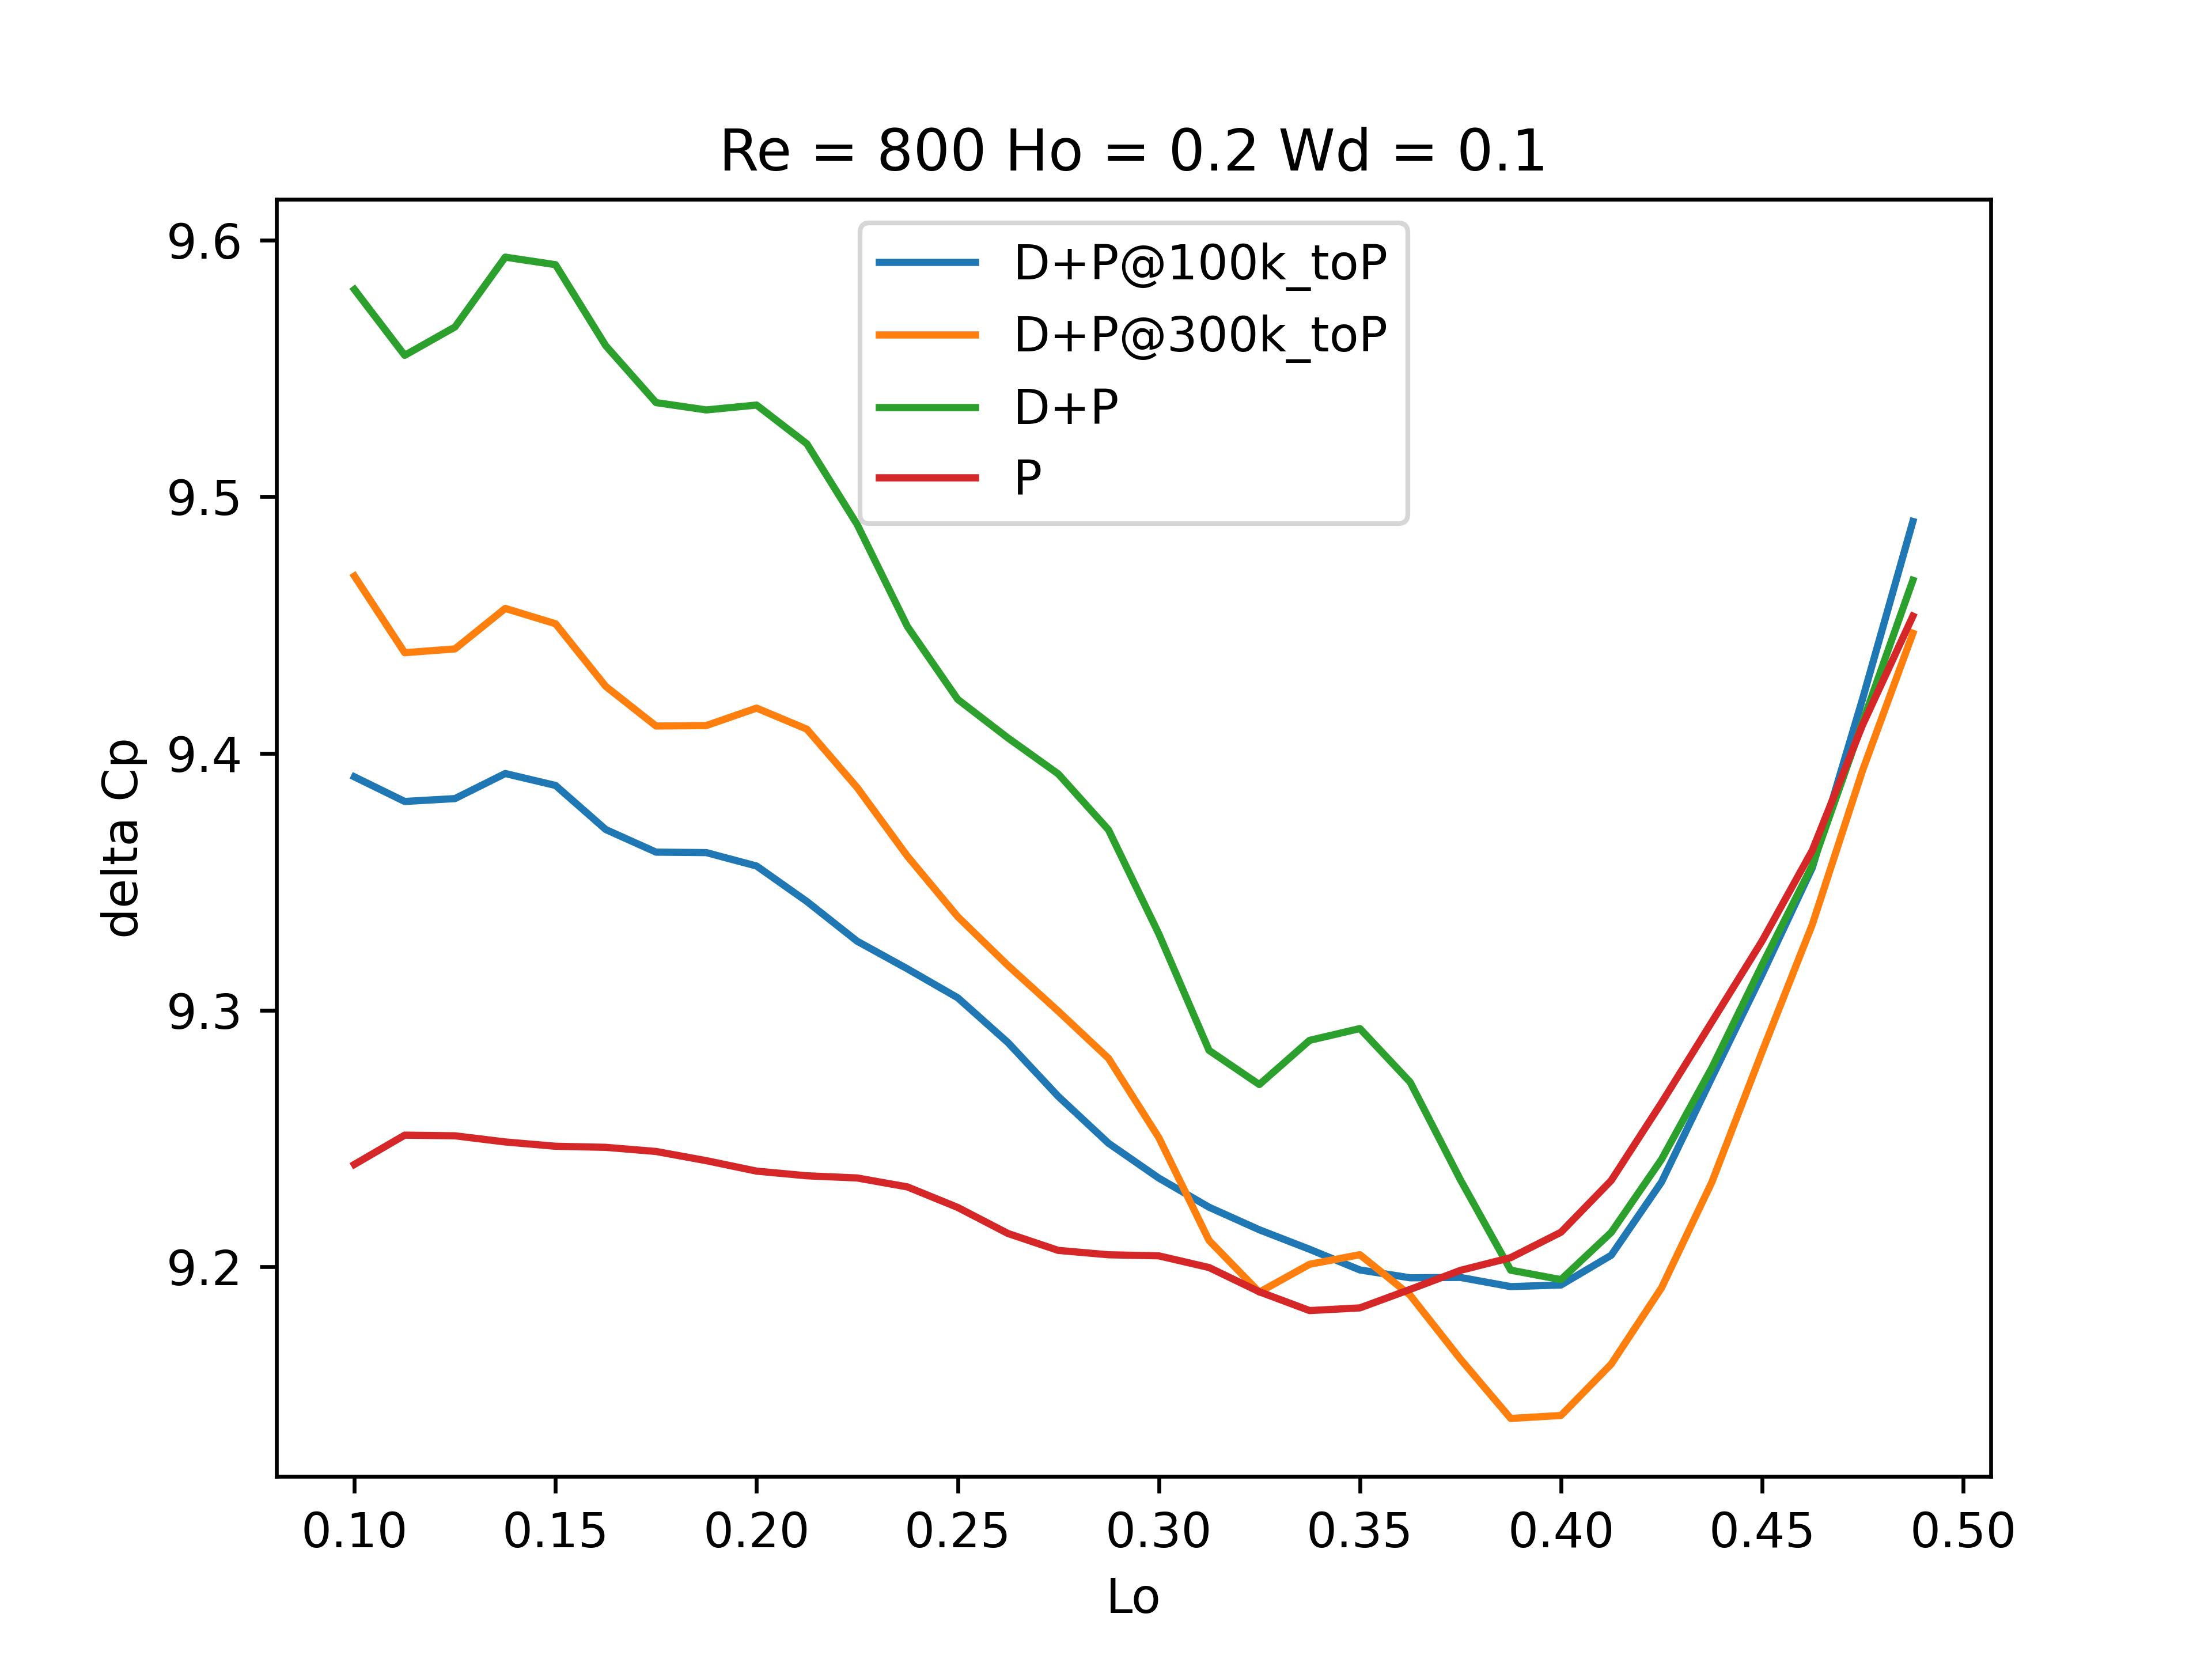 Re = 800 Ho = 0.2 Wd = 0.1
D+P@100k_toP
D+P@300k_toP
D+P
P
delta Cp
9.6
9.5
9.4
9.3
9.2
0.10 0.15 0.20 0.25 0.30 0.35 0.40 0.45 0.50
Lo